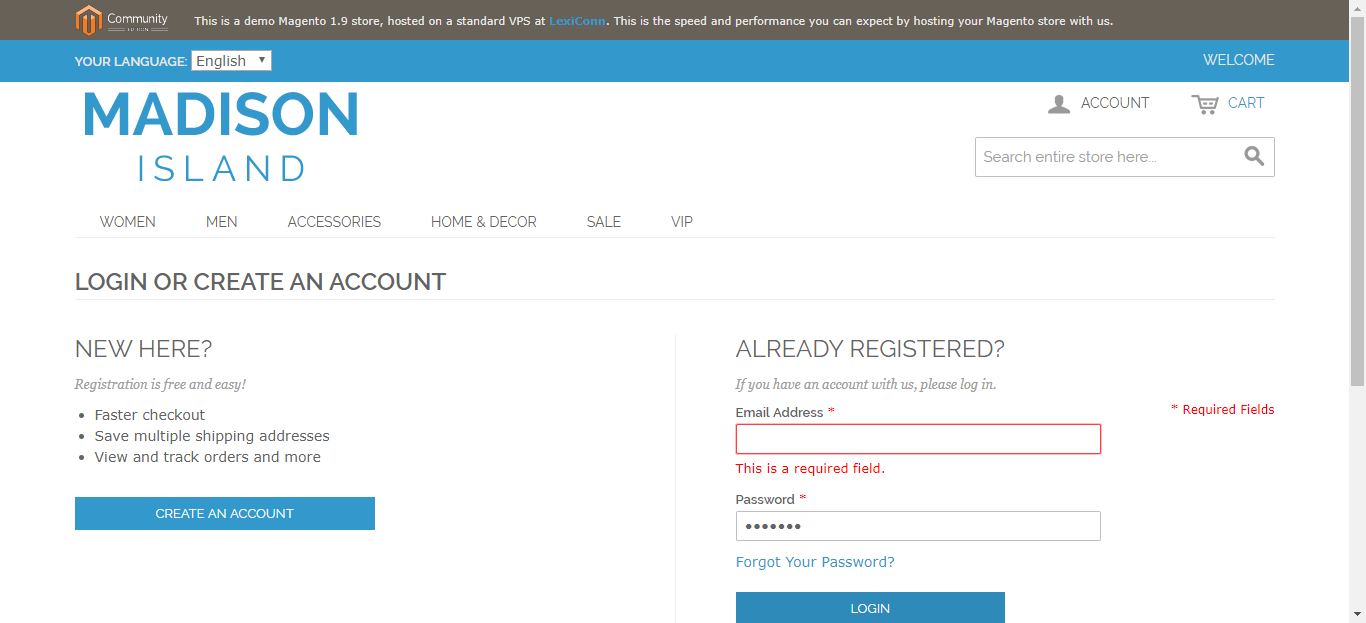 Community
This is a demo Magento 1.9 store, hosted on a standard VPS at LexiConn. This is the speed and performance you can expect by hosting your Magento store with us.
YOUR LANGUAGE: English
WELCOME
MADISON
ISLAND
ACCOUNT
CART
Search entire store here...
WOMEN MEN ACCESSORIES HOME & DECOR SALE VIP
LOGIN OR CREATE AN ACCOUNT
NEW HERE?
Registration is free and easy!
• Faster checkout
• Save multiple shipping addresses
• View and track orders and more
CREATE AN ACCOUNT
ALREADY REGISTERED?
If you have an account with us, please log in.
* Required Fields
Email Address *
This is a required field.
Password *
•••••••
Forgot Your Password?
LOGIN